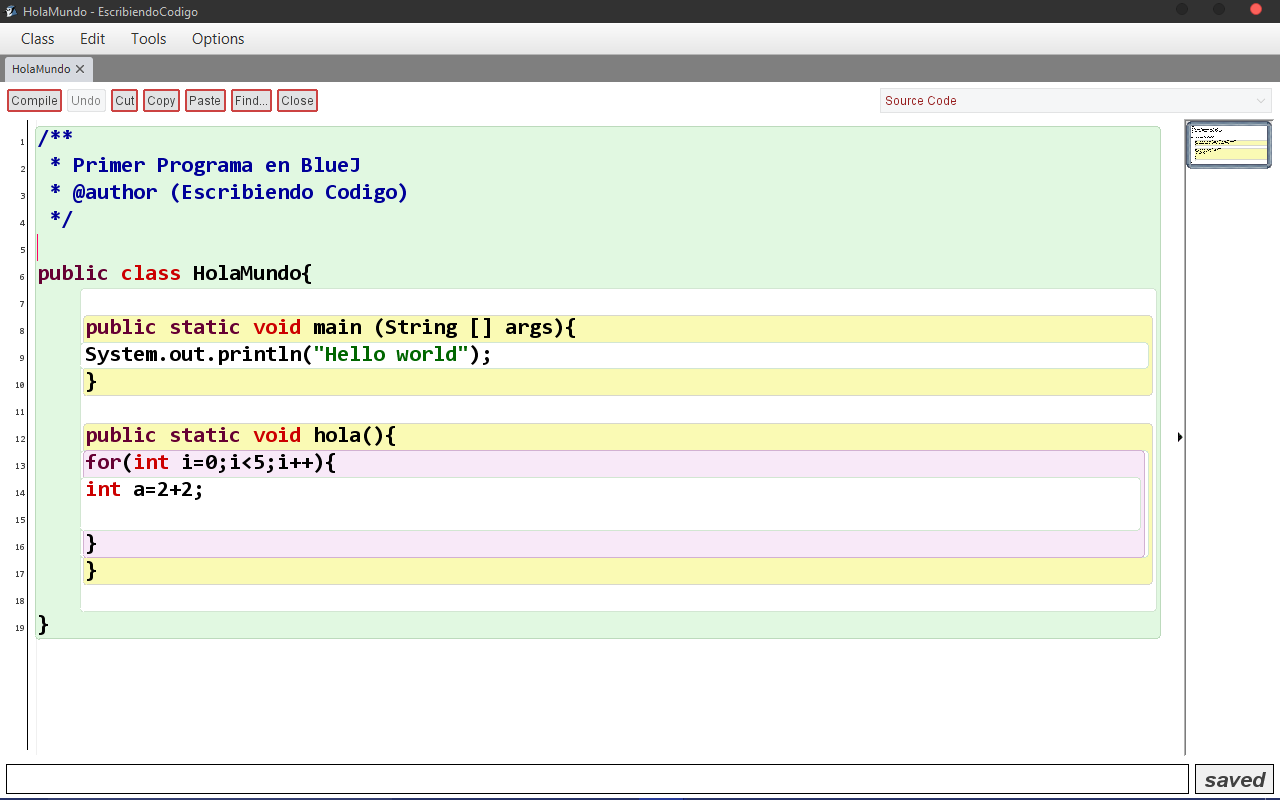 HolaMundo - EscribiendoCodigo
Class Edit Tools Options
HolaMundo
Compile Undo Cut Copy Paste Find... Close Source Code
1 /**
2 * Primer Programa en BlueJ
3 * @author (Escribiendo Codigo)
4 */
5
6 public class HolaMundo{
7
8 public static void main (String [] args){
9 System.out.println("Hello world");
10 }
11
12 public static void hola(){
13 for(int i=0;i<5;i++){
14 int a=2+2;
15
16 }
17 }
18
19 }
saved